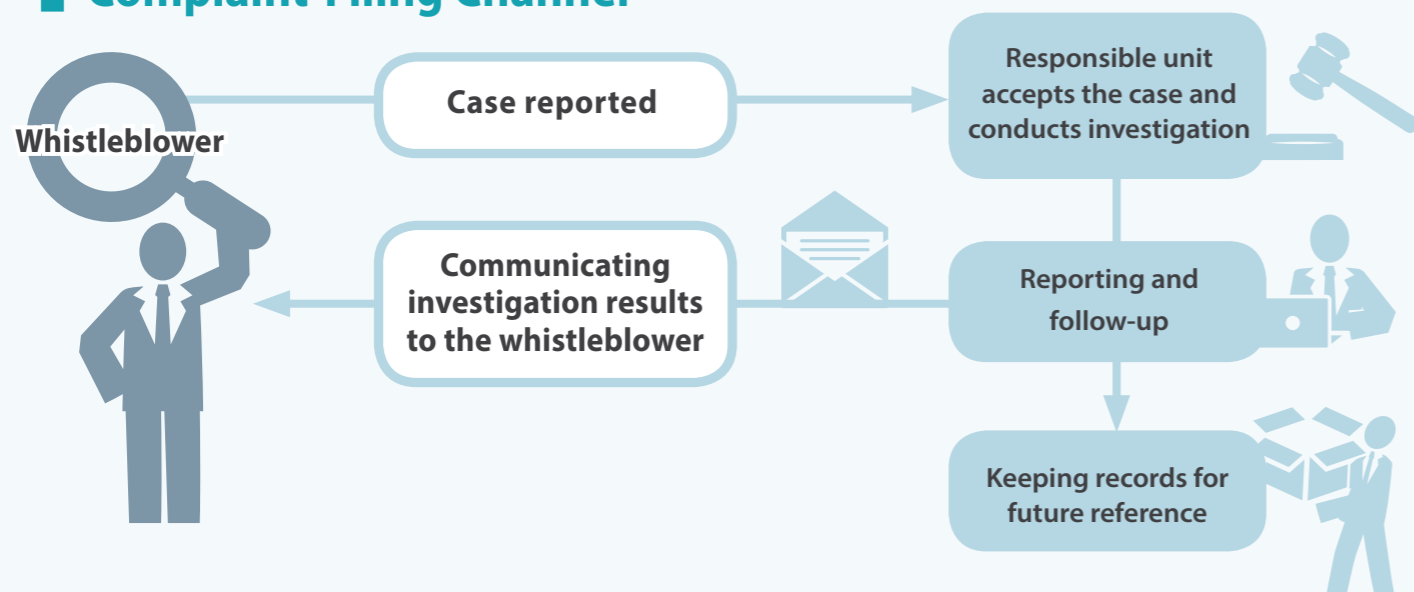 Complaint-Filing Channel
Whistleblower
Case reported
Responsible unit
accepts the case and
conducts investigation
Communicating
investigation results
to the whistleblower
Reporting and
follow-up
Keeping records for
future reference